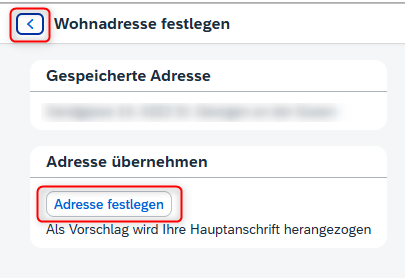 Wohnadresse festlegen
Gespeicherte Adresse
Adresse übernehmen
Adresse festlegen
Als Vorschlag wird Ihre Hauptanschrift herangezogen